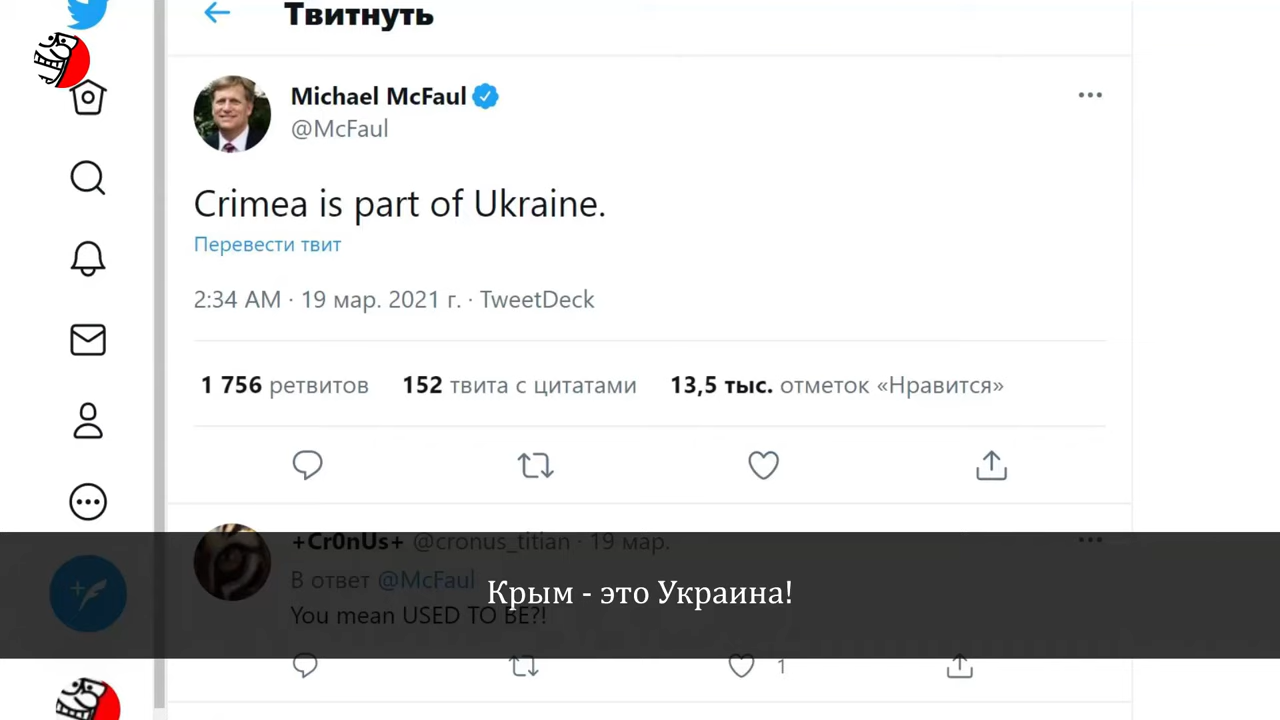 Твитнуть
Michael McFaul
@McFaul
Crimea is part of Ukraine.
Перевести твит
2:34 AM · 19 мар. 2021 г. · TweetDeck
1 756 ретвитов 152 твита с цитатами 13,5 тыс. отметок «Нравится»
+Cr0nUs+ @cronus_titian · 19 мар.
В ответ @McFaul
Крым - это Украина!
You mean USED TO BE?!
1